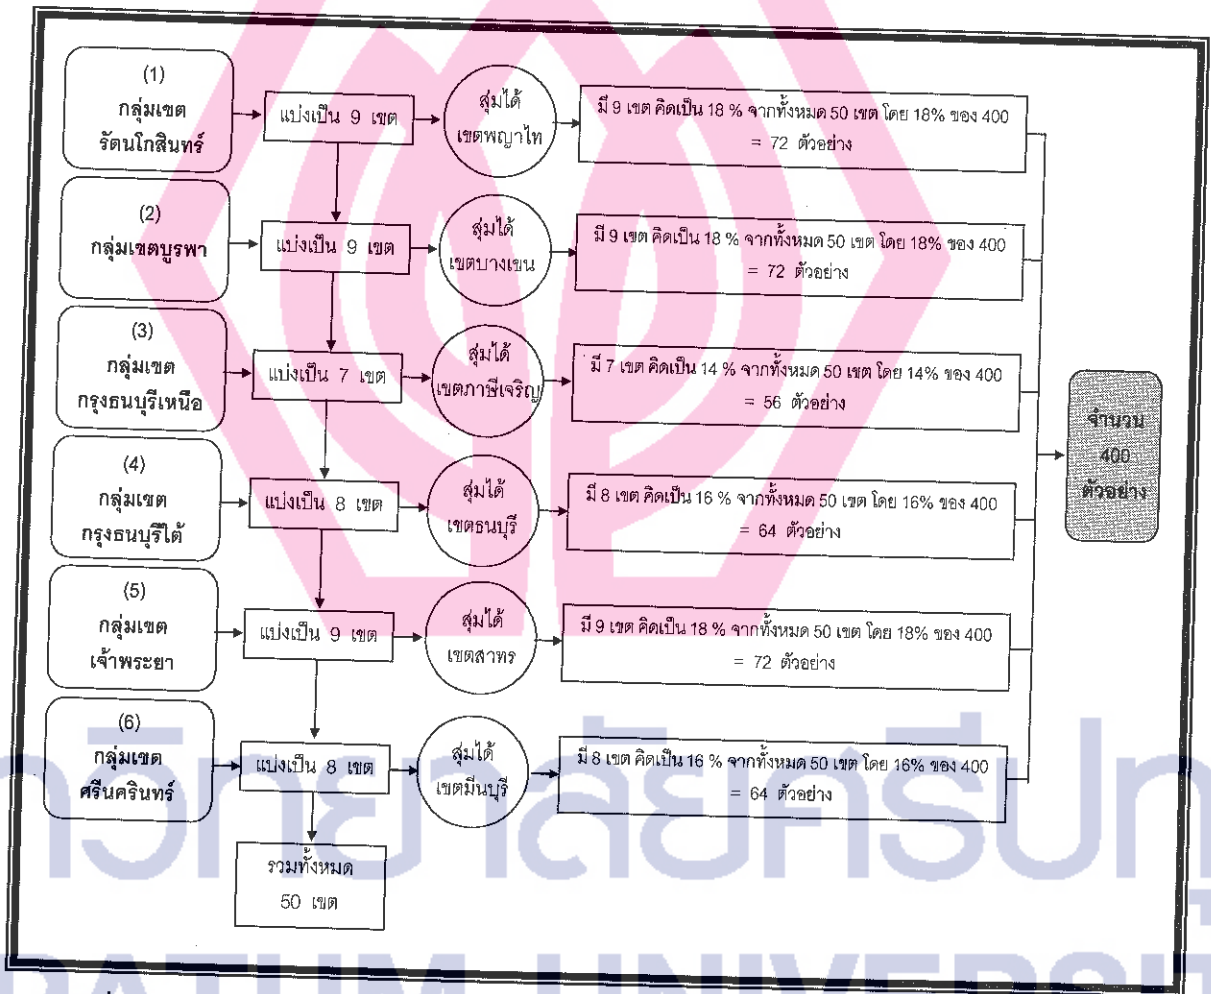 (1)
กลุ่มเขต
รัตนโกสินทร์
แบ่งเป็น 9 เขต
สุ่มได้
เขตพญาไท
มี 9 เขต คิดเป็น 18 % จากทั้งหมด 50 เขต โดย 18% ของ 400
= 72 ตัวอย่าง
(2)
กลุ่มเขตบูรพา
แบ่งเป็น 9 เขต
สุ่มได้
เขตบางเขน
มี 9 เขต คิดเป็น 18 % จากทั้งหมด 50 เขต โดย 18% ของ 400
= 72 ตัวอย่าง
(3)
กลุ่มเขต
กรุงธนบุรีเหนือ
แบ่งเป็น 7 เขต
สุ่มได้
เขตภาษีเจริญ
มี 7 เขต คิดเป็น 14 % จากทั้งหมด 50 เขต โดย 14% ของ 400
= 56 ตัวอย่าง
จำนวน
400
ตัวอย่าง
(4)
กลุ่มเขต
กรุงธนบุรีใต้
แบ่งเป็น 8 เขต
สุ่มได้
เขตธนบุรี
มี 8 เขต คิดเป็น 16 % จากทั้งหมด 50 เขต โดย 16% ของ 400
= 64 ตัวอย่าง
(5)
กลุ่มเขต
เจ้าพระยา
แบ่งเป็น 9 เขต
สุ่มได้
เขตสาทร
มี 9 เขต คิดเป็น 18 % จากทั้งหมด 50 เขต โดย 18% ของ 400
= 72 ตัวอย่าง
(6)
กลุ่มเขต
ศรีนครินทร์
แบ่งเป็น 8 เขต
สุ่มได้
เขตมีนบุรี
มี 8 เขต คิดเป็น 16 % จากทั้งหมด 50 เขต โดย 16% ของ 400
= 64 ตัวอย่าง
รวมทั้งหมด
50 เขต